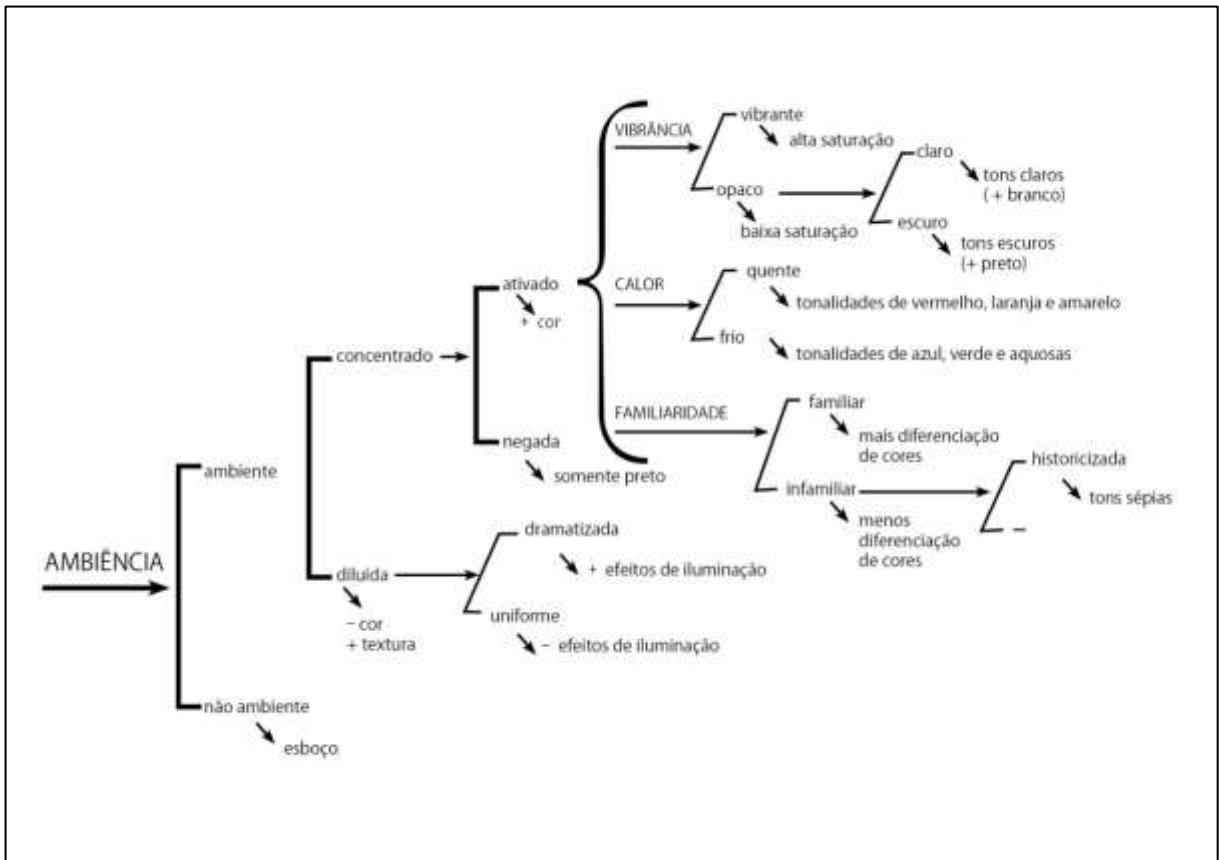 vibrante
VIBRÂNCIA
alta saturação
claro
tons claros
( + branco)
opaco
baixa saturação
escuro
tons escuros
(+ preto)
quente
ativado
CALOR
+ cor
tonalidades de vermelho, laranja e amarelo
frio
concentrado
tonalidades de azul, verde e aquosas
familiar
FAMILIARIDADE
mais diferenciação
de cores
negada
historicizada
ambiente
somente preto
infamiliar
tons sépias
menos
diferenciação
de cores
–
dramatizada
AMBIÊNCIA
+ efeitos de iluminação
diluída
uniforme
– cor
+ textura
– efeitos de iluminação
não ambiente
esboço